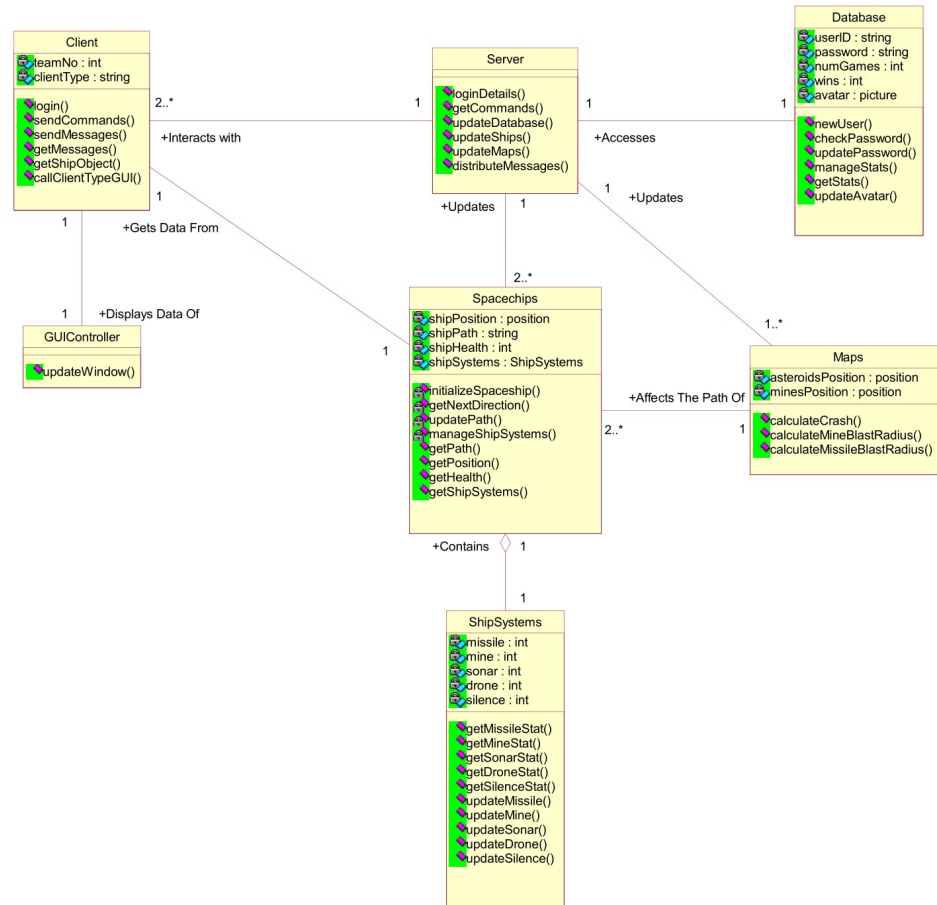 Client
teamNo : int
clientType : string
login()
sendCommands()
sendMessages()
getMessages()
getShipObject()
callClientTypeGUI()
2..*
1
+Interacts with
Server
loginDetails()
getCommands()
updateDatabase()
updateShips()
updateMaps()
distributeMessages()
1
1
+Accesses
Database
userID : string
password : string
numGames : int
wins : int
avatar : picture
newUser()
checkPassword()
updatePassword()
manageStats()
getStats()
updateAvatar()
1
1
+Displays Data Of
GUIController
updateWindow()
1
+Gets Data From
1
+Updates
1
2..*
1
+Updates
1..*
Spacechips
shipPosition : position
shipPath : string
shipHealth : int
shipSystems : ShipSystems
initializeSpaceship()
getNextDirection()
updatePath()
manageShipSystems()
getPath()
getPosition()
getHealth()
getShipSystems()
+Affects The Path Of
2..*
1
Maps
asteroidsPosition : position
minesPosition : position
calculateCrash()
calculateMineBlastRadius()
calculateMissileBlastRadius()
+Contains
1
1
ShipSystems
missile : int
mine : int
sonar : int
drone : int
silence : int
getMissileStat()
getMineStat()
getSonarStat()
getDroneStat()
getSilenceStat()
updateMissile()
updateMine()
updateSonar()
updateDrone()
updateSilence()